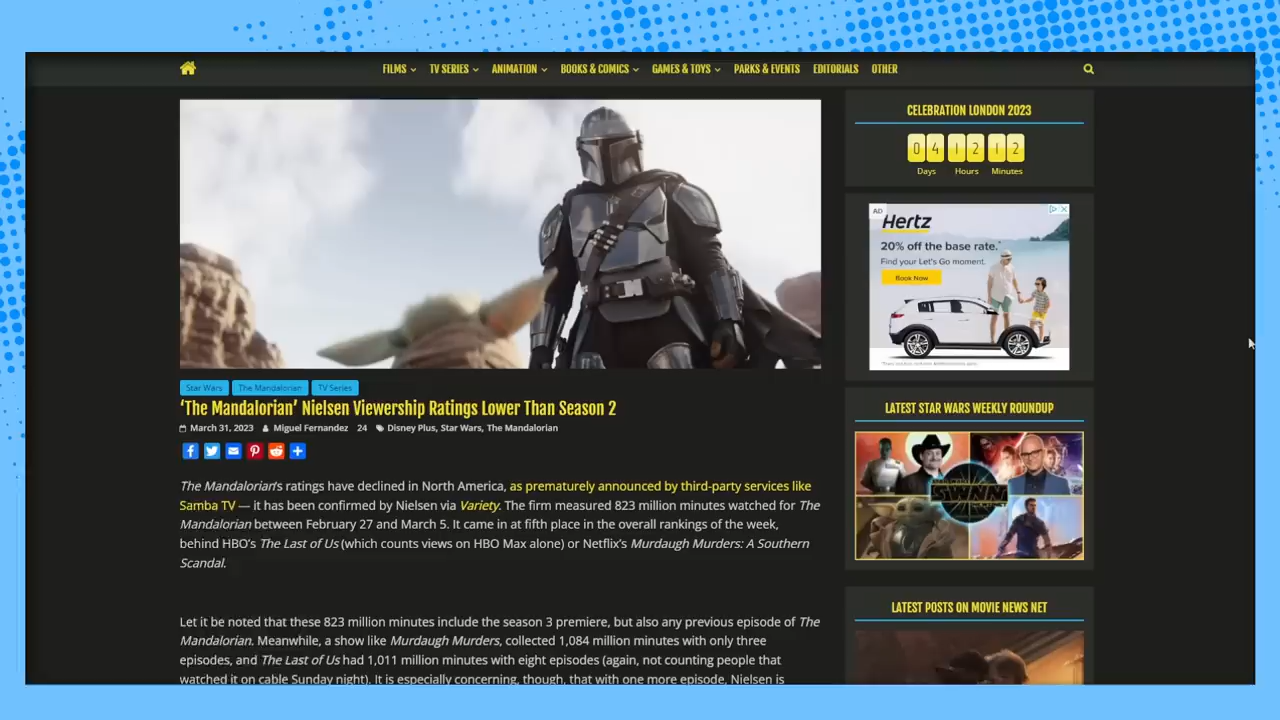 FILMS TV SERIES ANIMATION BOOKS & COMICS GAMES & TOYS PARKS & EVENTS EDITORIALS OTHER
Star Wars The Mandalorian TV Series
‘The Mandalorian’ Nielsen Viewership Ratings Lower Than Season 2
March 31, 2023 Miguel Fernandez 24 Disney Plus, Star Wars, The Mandalorian
The Mandalorian's ratings have declined in North America, as prematurely announced by third-party services like
Samba TV — it has been confirmed by Nielsen via Variety. The firm measured 823 million minutes watched for The
Mandalorian between February 27 and March 5. It came in at fifth place in the overall rankings of the week,
behind HBO's The Last of Us (which counts views on HBO Max alone) or Netflix's Murdaugh Murders: A Southern
Scandal.
Let it be noted that these 823 million minutes include the season 3 premiere, but also any previous episode of The
Mandalorian. Meanwhile, a show like Murdaugh Murders, collected 1,084 million minutes with only three
episodes, and The Last of Us had 1,011 million minutes with eight episodes (again, not counting people that
watched it on cable Sunday night). It is especially concerning, though, that with one more episode, Nielsen is
CELEBRATION LONDON 2023
04 12 12
Days Hours Minutes
AD
Hertz
20% off the base rate.*
Find your Let's Go moment.
Book Now
LATEST STAR WARS WEEKLY ROUNDUP
SWNN
LATEST POSTS ON MOVIE NEWS NET